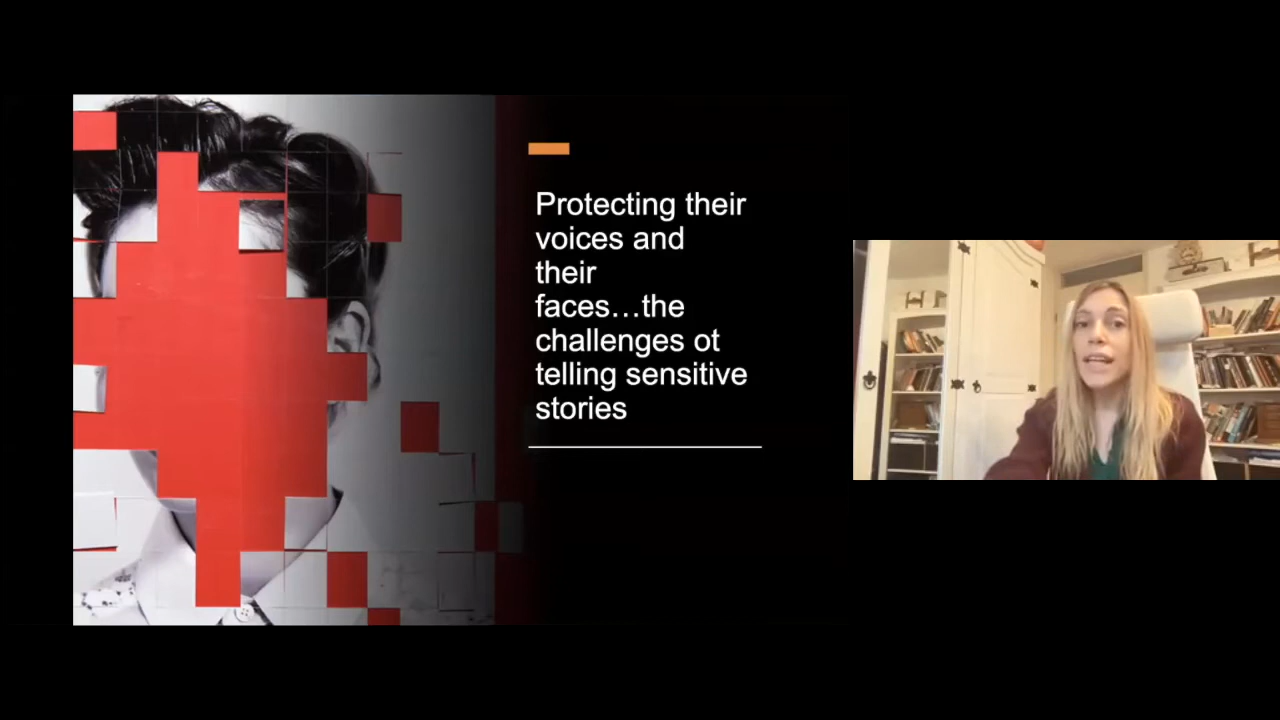 Protecting their
voices and
their
faces…the
challenges ot
telling sensitive
stories